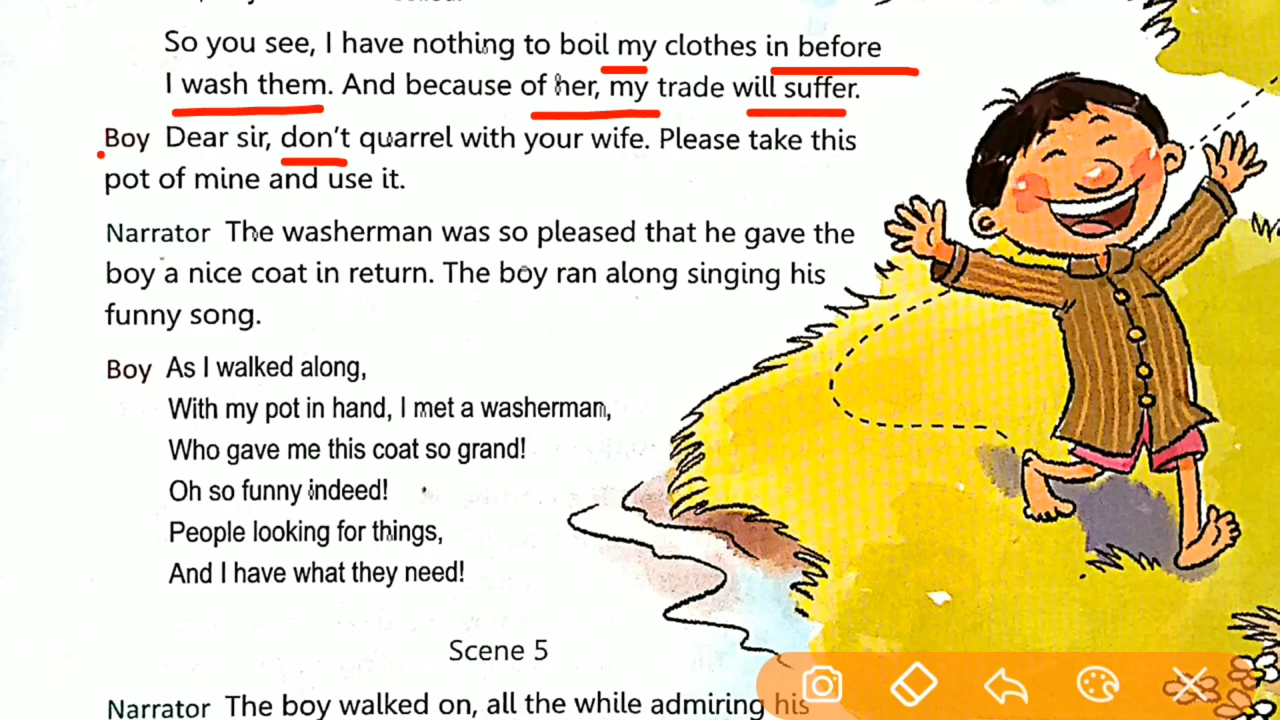 So you see, I have nothing to boil my clothes in before
I wash them. And because of her, my trade will suffer.
Boy Dear sir, don't quarrel with your wife. Please take this
pot of mine and use it.
Narrator The washerman was so pleased that he gave the
boy a nice coat in return. The boy ran along singing his
funny song.
Boy As I walked along,
With my pot in hand, I met a washerman,
Who gave me this coat so grand!
Oh so funny indeed!
People looking for things,
And I have what they need!
Scene 5
Narrator The boy walked on, all the while admiring his